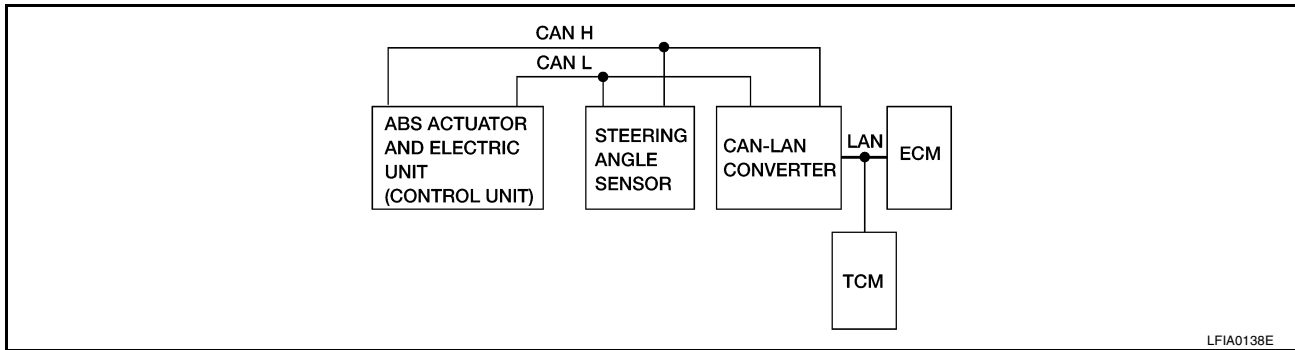 CAN H
CAN L
ABS ACTUATOR
AND ELECTRIC
UNIT
(CONTROL UNIT)
STEERING
ANGLE
SENSOR
CAN-LAN
CONVERTER
LAN
ECM
TCM
LFIA0138E